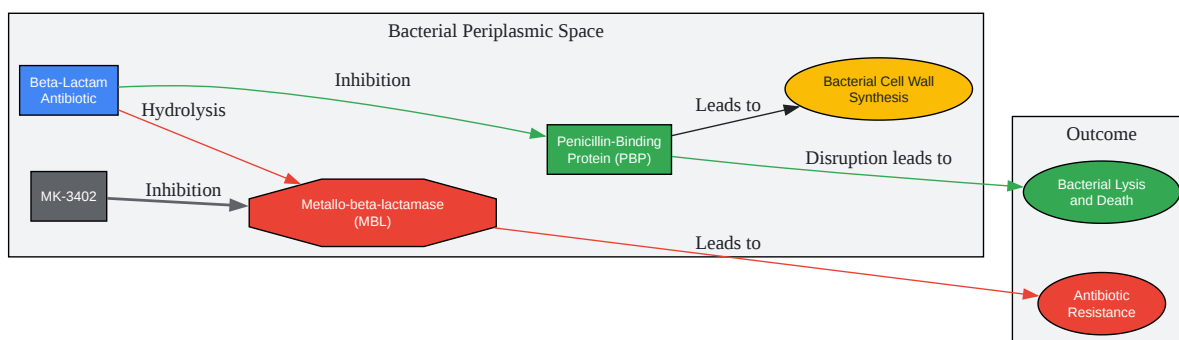 Bacterial Periplasmic Space
Beta-Lactam
Antibiotic
Inhibition
Hydrolysis
MK-3402
Inhibition
Metallo-beta-lactamase
(MBL)
Penicillin-Binding
Protein (PBP)
Leads to
Bacterial Cell Wall
Synthesis
Disruption leads to
Leads to
Outcome
Bacterial Lysis
and Death
Antibiotic
Resistance